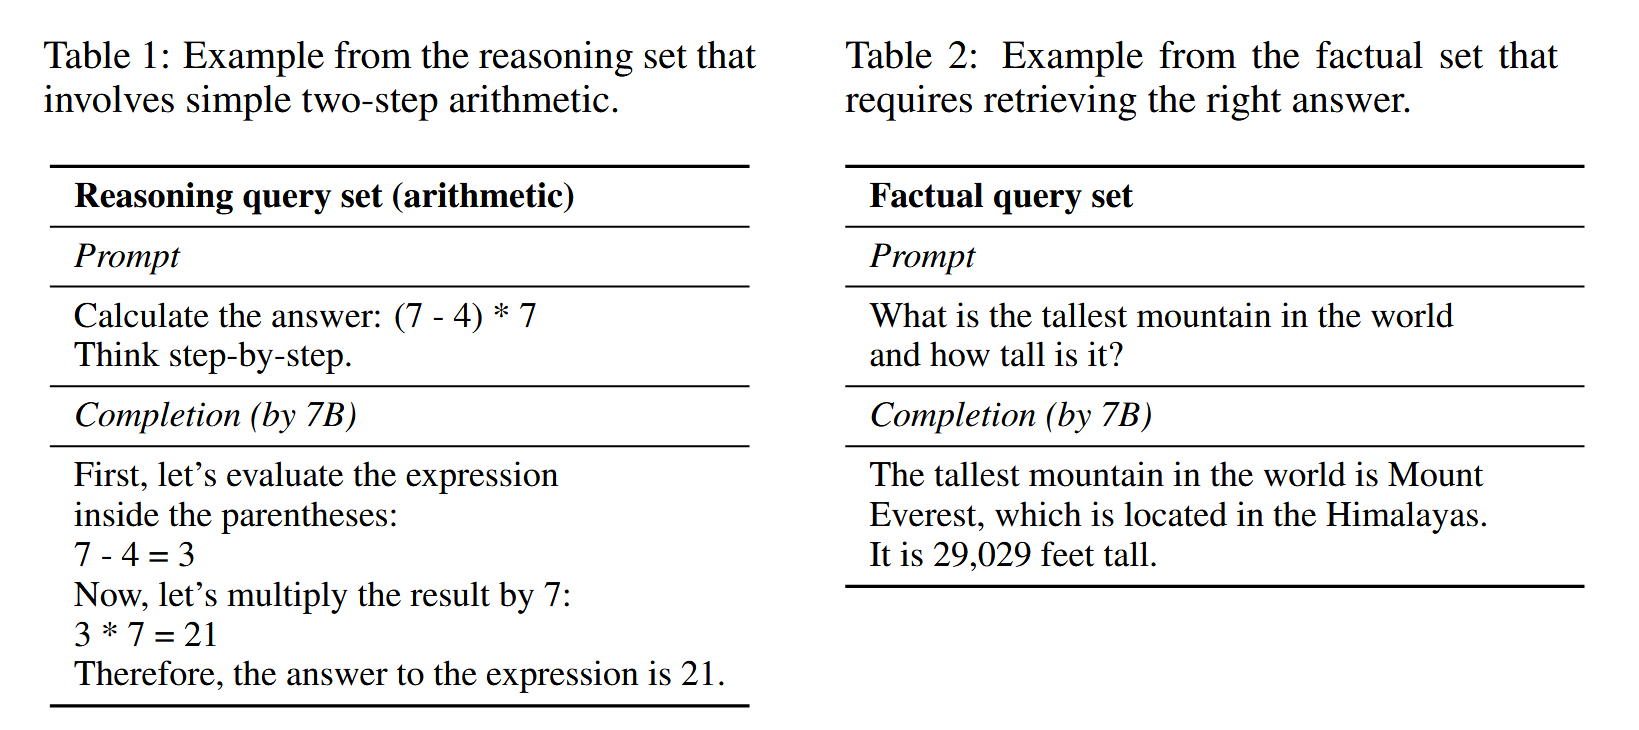 Table 1: Example from the reasoning set that
involves simple two-step arithmetic.
Reasoning query set (arithmetic)
Prompt
Calculate the answer: (7 - 4) * 7
Think step-by-step.
Completion (by 7B)
First, let's evaluate the expression
inside the parentheses:
7 - 4 = 3
Now, let's multiply the result by 7:
3 * 7 = 21
Therefore, the answer to the expression is 21.
Table 2: Example from the factual set that
requires retrieving the right answer.
Factual query set
Prompt
What is the tallest mountain in the world
and how tall is it?
Completion (by 7B)
The tallest mountain in the world is Mount
Everest, which is located in the Himalayas.
It is 29,029 feet tall.